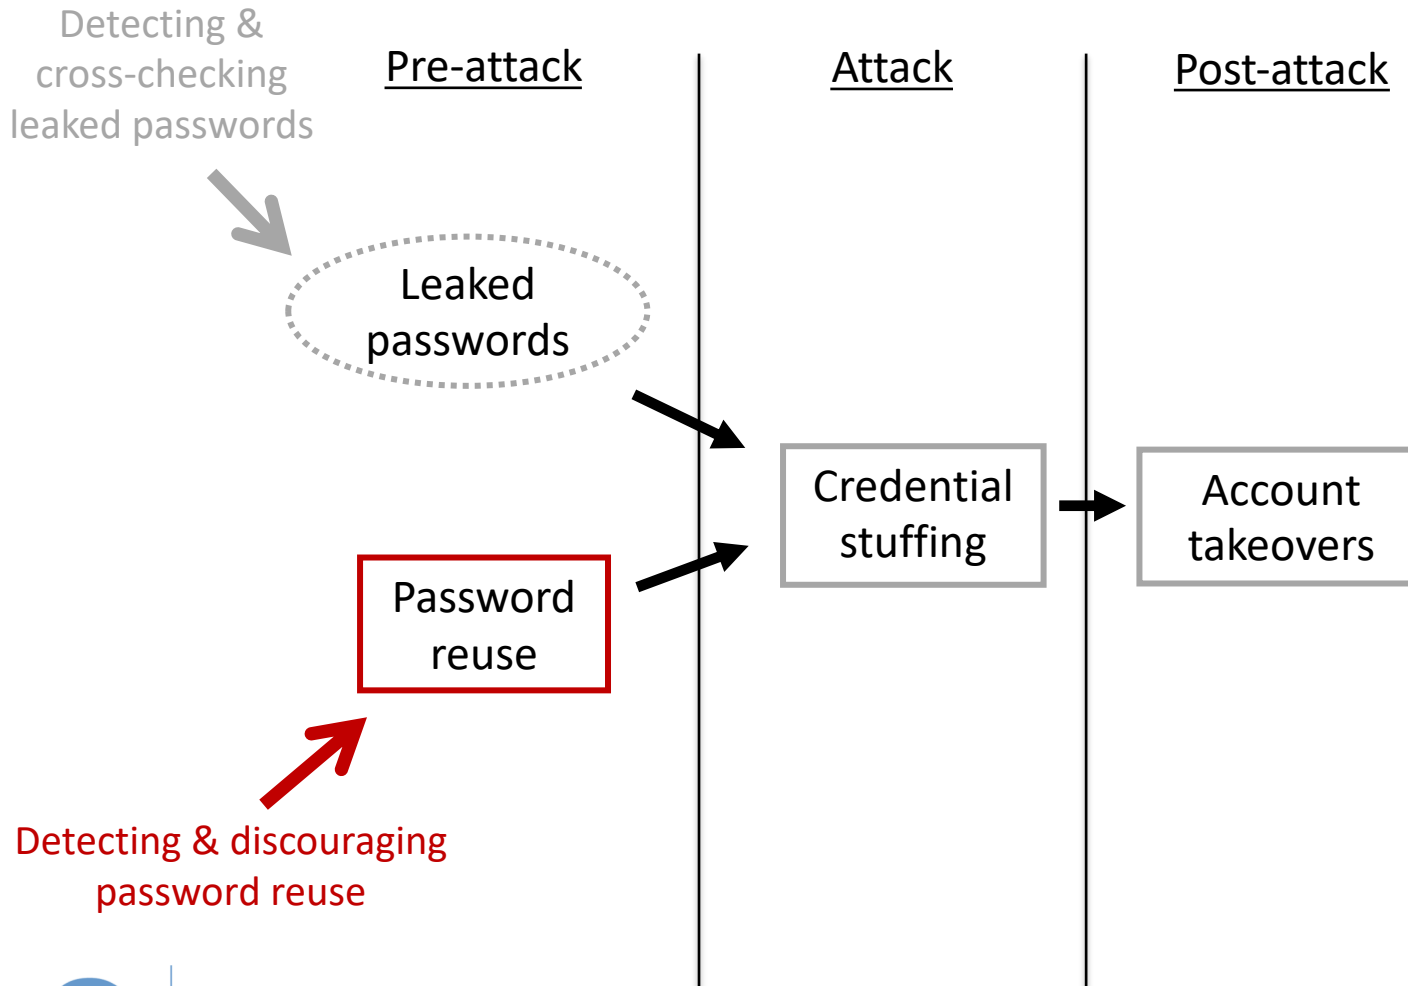 Detecting &
cross-checking
leaked passwords
Pre-attack
Attack
Post-attack
Leaked
passwords
Credential
stuffing
Account
takeovers
Password
reuse
Detecting & discouraging
password reuse